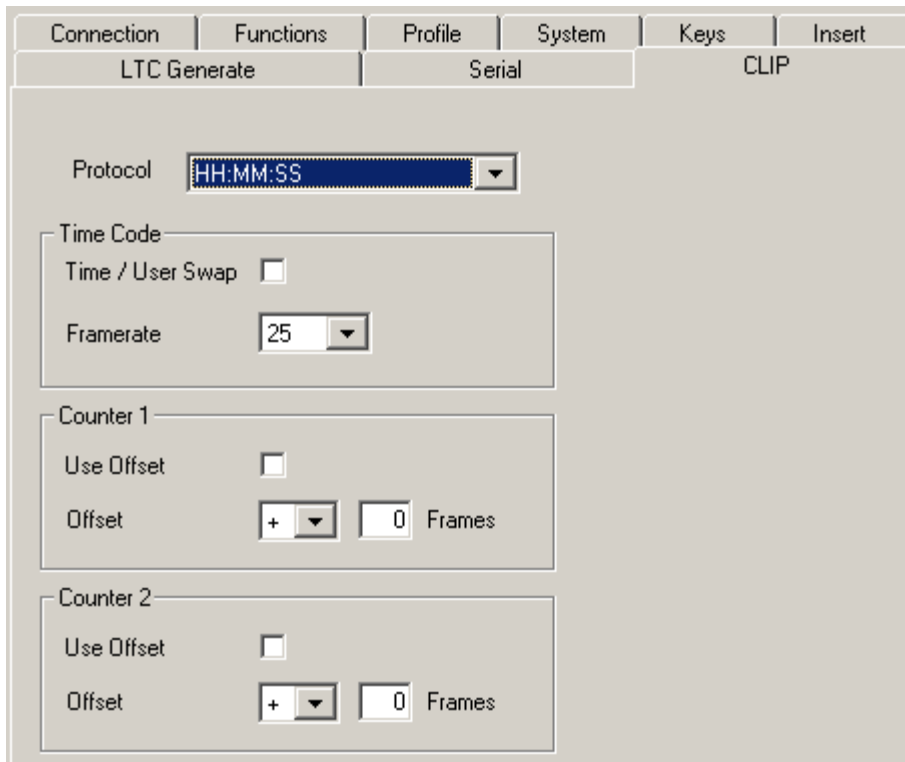 Connection Functions Profile System Keys Insert
LTC Generate Serial CLIP
Protocol HH:MM:SS
Time Code
Time / User Swap
Framerate 25
Counter 1
Use Offset
Offset + 0 Frames
Counter 2
Use Offset
Offset + 0 Frames